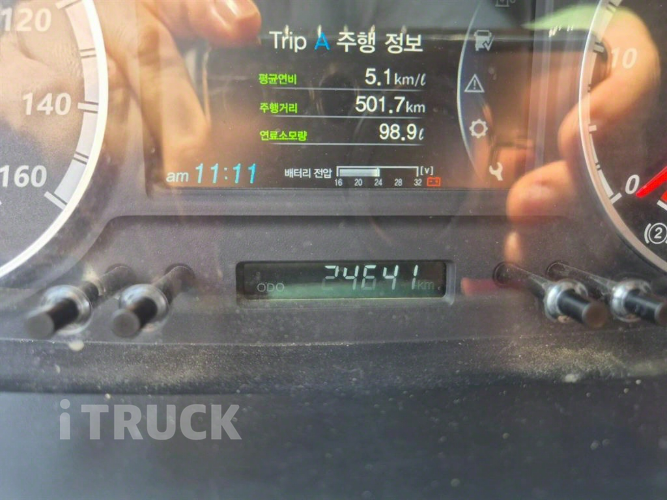 120
140
160
Trip A 주행 정보
평균연비 5.1km/ℓ
주행거리 501.7km
연료소모량 98.9ℓ
am 11:11
배터리 전압 [V]
16 20 24 28 32
10
0
(2)
ODO 24641km
iTRUCK